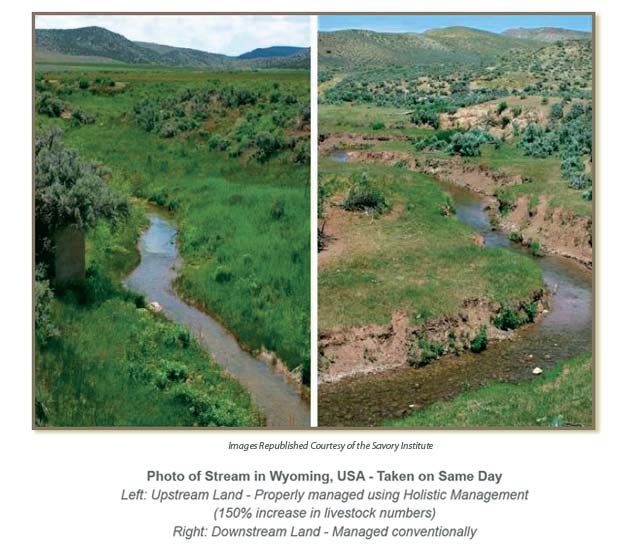 Images Republished Courtesy of the Savory Institute
Photo of Stream in Wyoming, USA - Taken on Same Day
Left: Upstream Land - Properly managed using Holistic Management
(150% increase in livestock numbers)
Right: Downstream Land - Managed conventionally